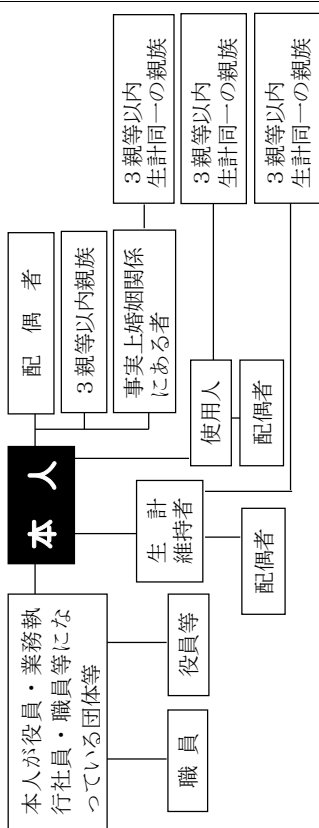 本人が役員・業務執
行社員・職員等にな
っている団体等
職員
役員等
本人
配偶者
3親等以内親族
事実上婚姻関係
にある者
3親等以内
生計同一の親族
使用人
配偶者
3親等以内
生計同一の親族
生計
維持者
配偶者
3親等以内
生計同一の親族